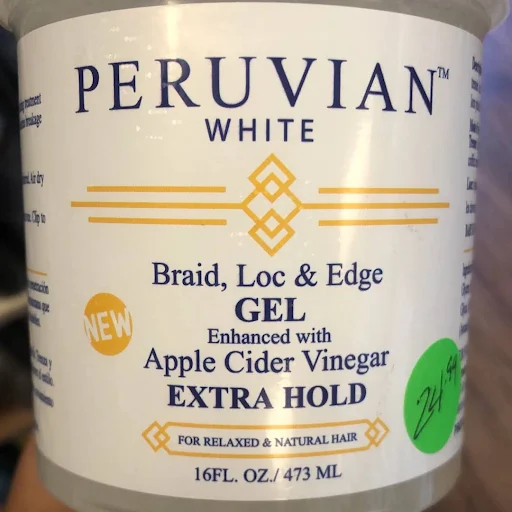 PERUVIAN™
WHITE
Braid, Loc & Edge
GEL
Enhanced with
Apple Cider Vinegar
EXTRA HOLD
FOR RELAXED & NATURAL HAIR
16FL. OZ./ 473 ML
NEW
24.99